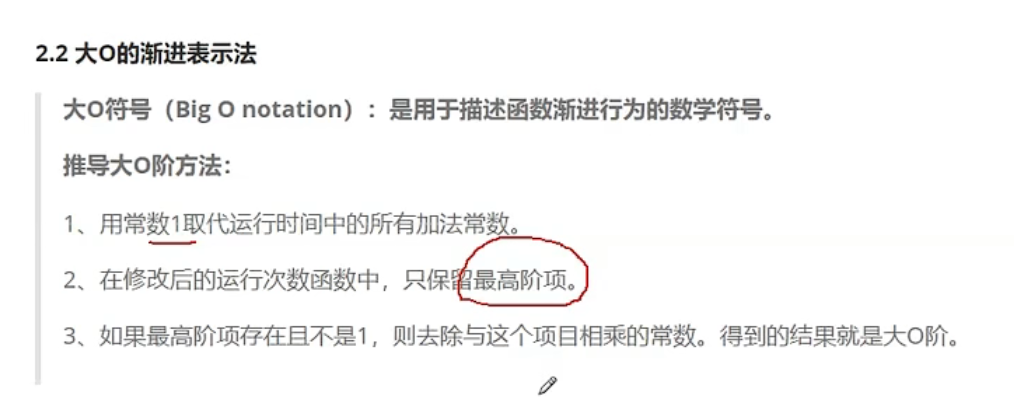 2.2 大O的渐进表示法
大O符号（Big O notation）：是用于描述函数渐进行为的数学符号。
推导大O阶方法：
1、用常数1取代运行时间中的所有加法常数。
2、在修改后的运行次数函数中，只保留最高阶项。
3、如果最高阶项存在且不是1，则去除与这个项目相乘的常数。得到的结果就是大O阶。